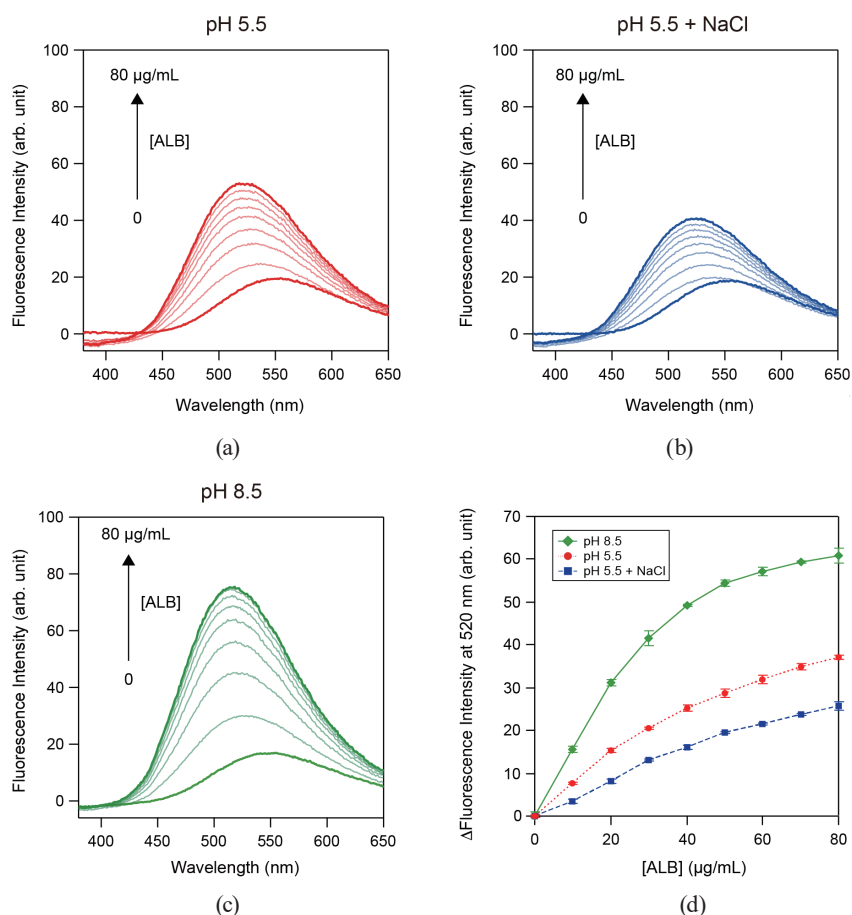 pH 5.5
Fluorescence Intensity (arb. unit)
100
80
60
40
20
0
80 µg/mL
[ALB]
0
400
450
500
550
600
650
Wavelength (nm)
(a)
pH 5.5 + NaCl
Fluorescence Intensity (arb. unit)
100
80
60
40
20
0
80 µg/mL
[ALB]
0
400
450
500
550
600
650
Wavelength (nm)
(b)
pH 8.5
Fluorescence Intensity (arb. unit)
100
80
60
40
20
0
80 µg/mL
[ALB]
0
400
450
500
550
600
650
Wavelength (nm)
(c)
ΔFluorescence Intensity at 520 nm (arb. unit)
70
60
50
40
30
20
10
0
pH 8.5
pH 5.5
pH 5.5 + NaCl
0
20
40
60
80
[ALB] (µg/mL)
(d)